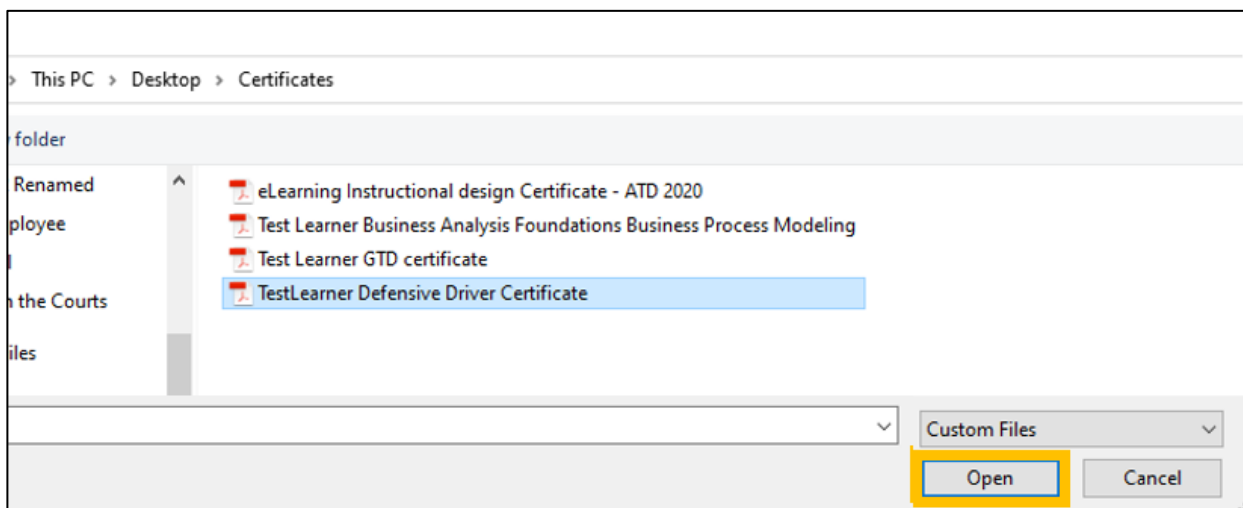 > This PC > Desktop > Certificates
folder
Renamed
ployee
the Courts
iles
eLearning Instructional design Certificate - ATD 2020
Test Learner Business Analysis Foundations Business Process Modeling
Test Learner GTD certificate
TestLearner Defensive Driver Certificate
Custom Files
Open
Cancel